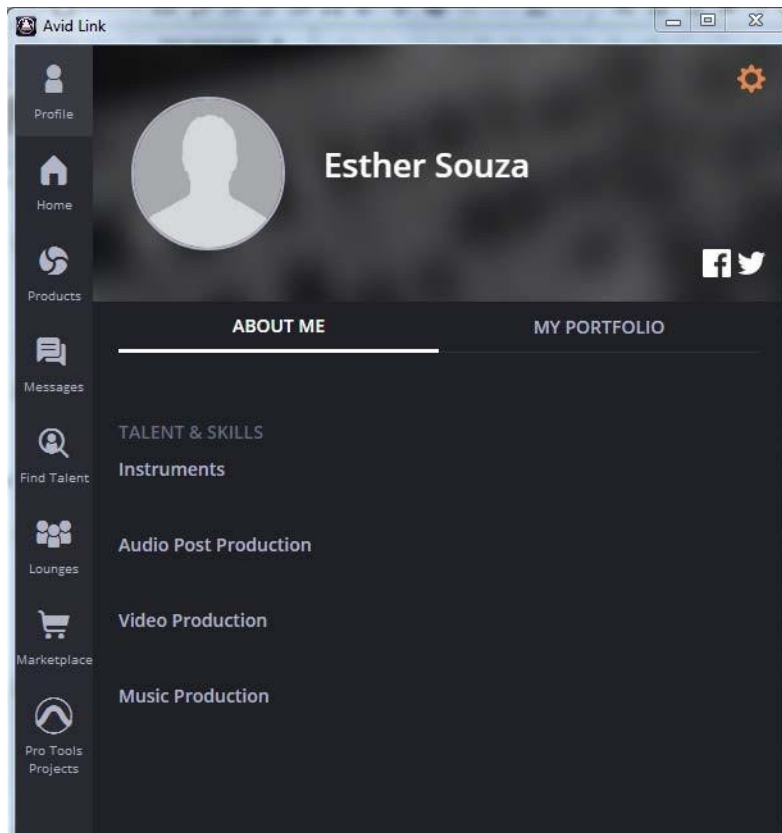 Avid Link
Profile
Esther Souza
Home
Products
ABOUT ME
MY PORTFOLIO
Messages
TALENT & SKILLS
Instruments
Find Talent
Audio Post Production
Lounges
Video Production
Marketplace
Music Production
Pro Tools
Projects